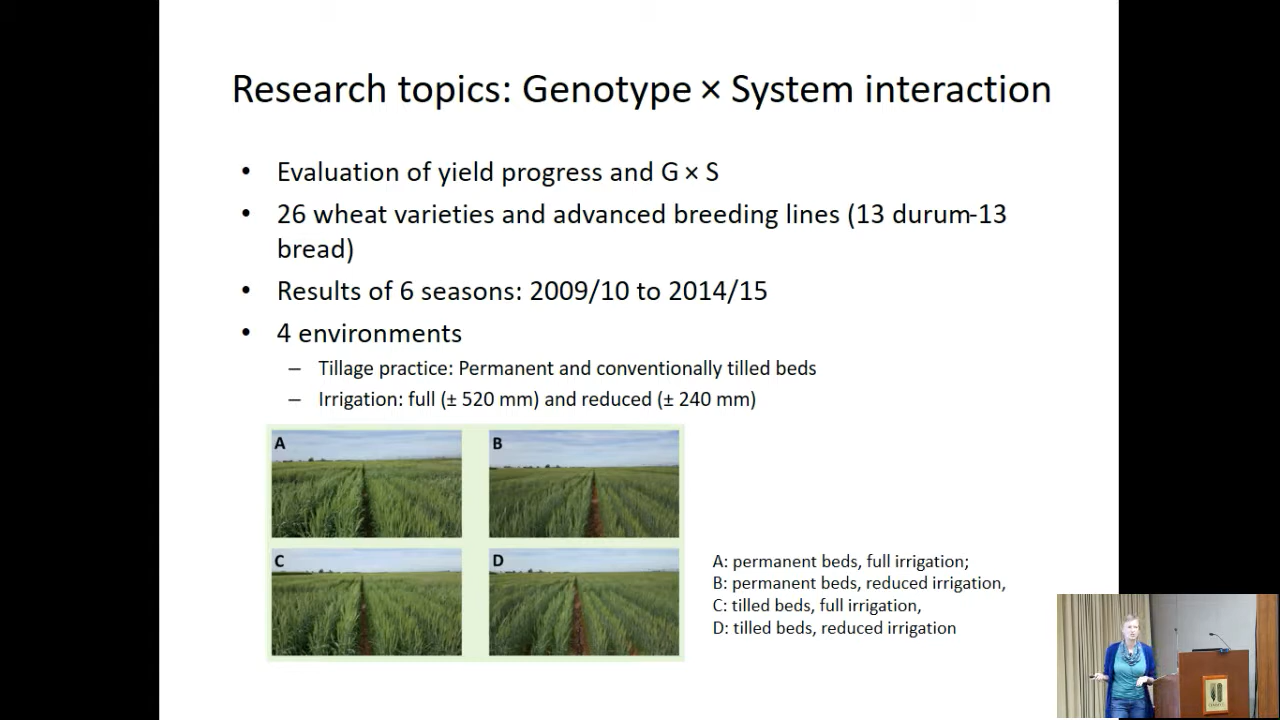 Research topics: Genotype × System interaction
• Evaluation of yield progress and G × S
• 26 wheat varieties and advanced breeding lines (13 durum-13
bread)
• Results of 6 seasons: 2009/10 to 2014/15
• 4 environments
– Tillage practice: Permanent and conventionally tilled beds
– Irrigation: full (± 520 mm) and reduced (± 240 mm)
A
B
C
D
A: permanent beds, full irrigation;
B: permanent beds, reduced irrigation,
C: tilled beds, full irrigation,
D: tilled beds, reduced irrigation